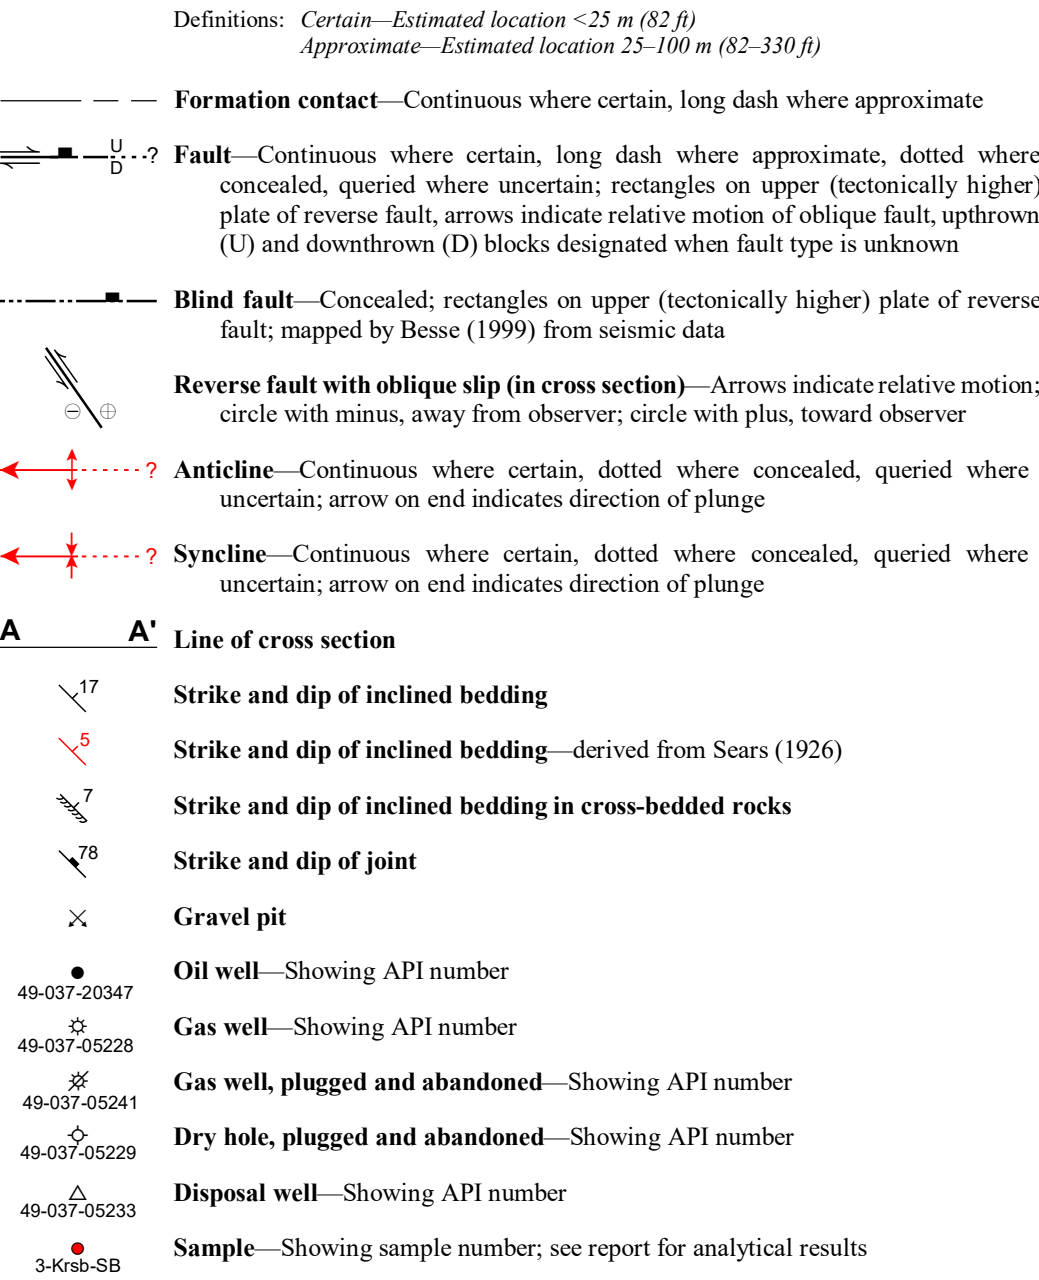 Definitions: Certain—Estimated location <25 m (82 ft)
Approximate—Estimated location 25–100 m (82–330 ft)
Formation contact—Continuous where certain, long dash where approximate
U
D
? Fault—Continuous where certain, long dash where approximate, dotted where
concealed, queried where uncertain; rectangles on upper (tectonically higher)
plate of reverse fault, arrows indicate relative motion of oblique fault, upthrown
(U) and downthrown (D) blocks designated when fault type is unknown
Blind fault—Concealed; rectangles on upper (tectonically higher) plate of reverse
fault; mapped by Besse (1999) from seismic data
Reverse fault with oblique slip (in cross section)—Arrows indicate relative motion;
circle with minus, away from observer; circle with plus, toward observer
? Anticline—Continuous where certain, dotted where concealed, queried where
uncertain; arrow on end indicates direction of plunge
? Syncline—Continuous where certain, dotted where concealed, queried where
uncertain; arrow on end indicates direction of plunge
A A' Line of cross section
17 Strike and dip of inclined bedding
5 Strike and dip of inclined bedding—derived from Sears (1926)
7 Strike and dip of inclined bedding in cross-bedded rocks
78 Strike and dip of joint
Gravel pit
Oil well—Showing API number
49-037-20347
Gas well—Showing API number
49-037-05228
Gas well, plugged and abandoned—Showing API number
49-037-05241
Dry hole, plugged and abandoned—Showing API number
49-037-05229
Disposal well—Showing API number
49-037-05233
Sample—Showing sample number; see report for analytical results
3-Krsb-SB